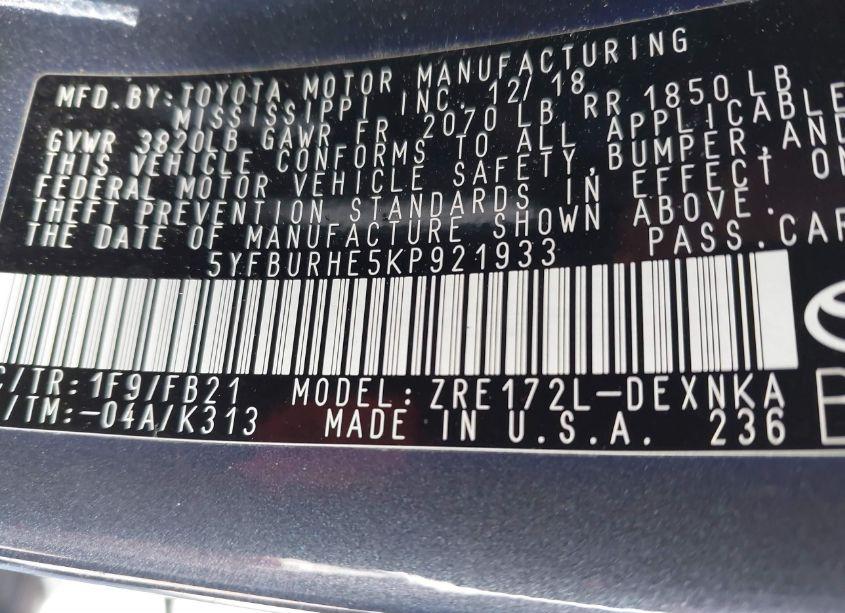 MFD.BY:TOYOTA MOTOR MANUFACTURING
MISSISSIPPI INC. 12/18
GVWR 3820LB GAWR FR 2070 LB RR 1850 LB
THIS VEHICLE CONFORMS TO ALL APPLICABLE
FEDERAL MOTOR VEHICLE SAFETY,BUMPER,AND
THEFT PREVENTION STANDARDS IN EFFECT ON
THE DATE OF MANUFACTURE SHOWN ABOVE.
5YFBURHE5KP921933 PASS.CAR
C/TR:1F9/FB21 MODEL:ZRE172L-DEXNKA
/TM:-04A/K313 MADE IN U.S.A. 236